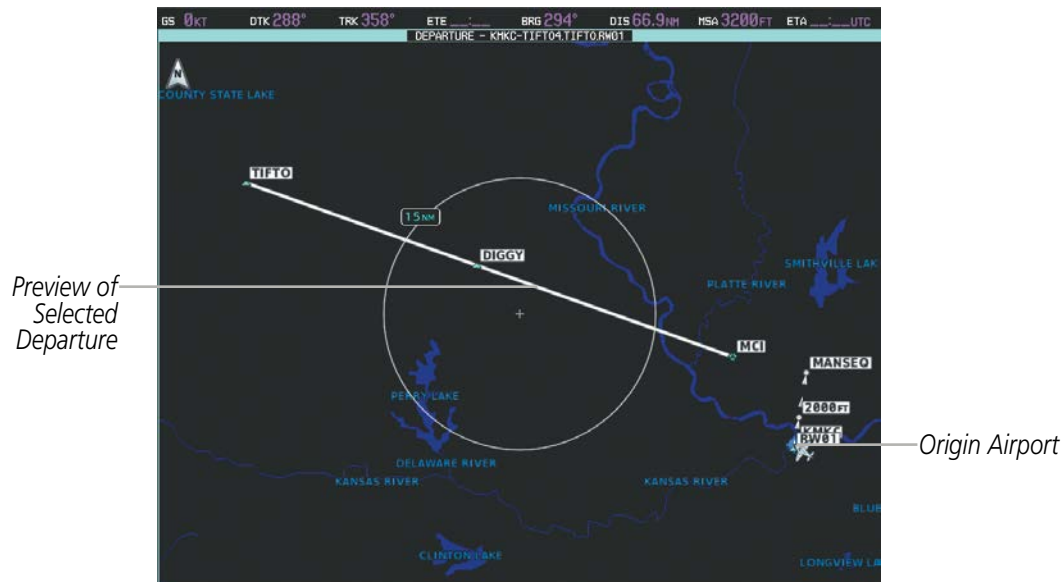 GS 0KT DTK 288° TRK 358° ETE __:__ BRG 294° DIS 66.9NM MSA 3200FT ETA __:__UTC
DEPARTURE – KMKC-TIFTO4.TIFTO.RW01
N
COUNTY STATE LAKE
TIFTO
15NM
MISSOURI RIVER
DIGGY
SMITHVILLE LAK
PLATTE RIVER
Preview of
Selected
Departure
MCI
MANSEQ
PERRY LAKE
2000FT
KMKC
RW01
Origin Airport
DELAWARE RIVER
KANSAS RIVER
KANSAS RIVER
BLUE
CLINTON LAKE
LONGVIEW LA